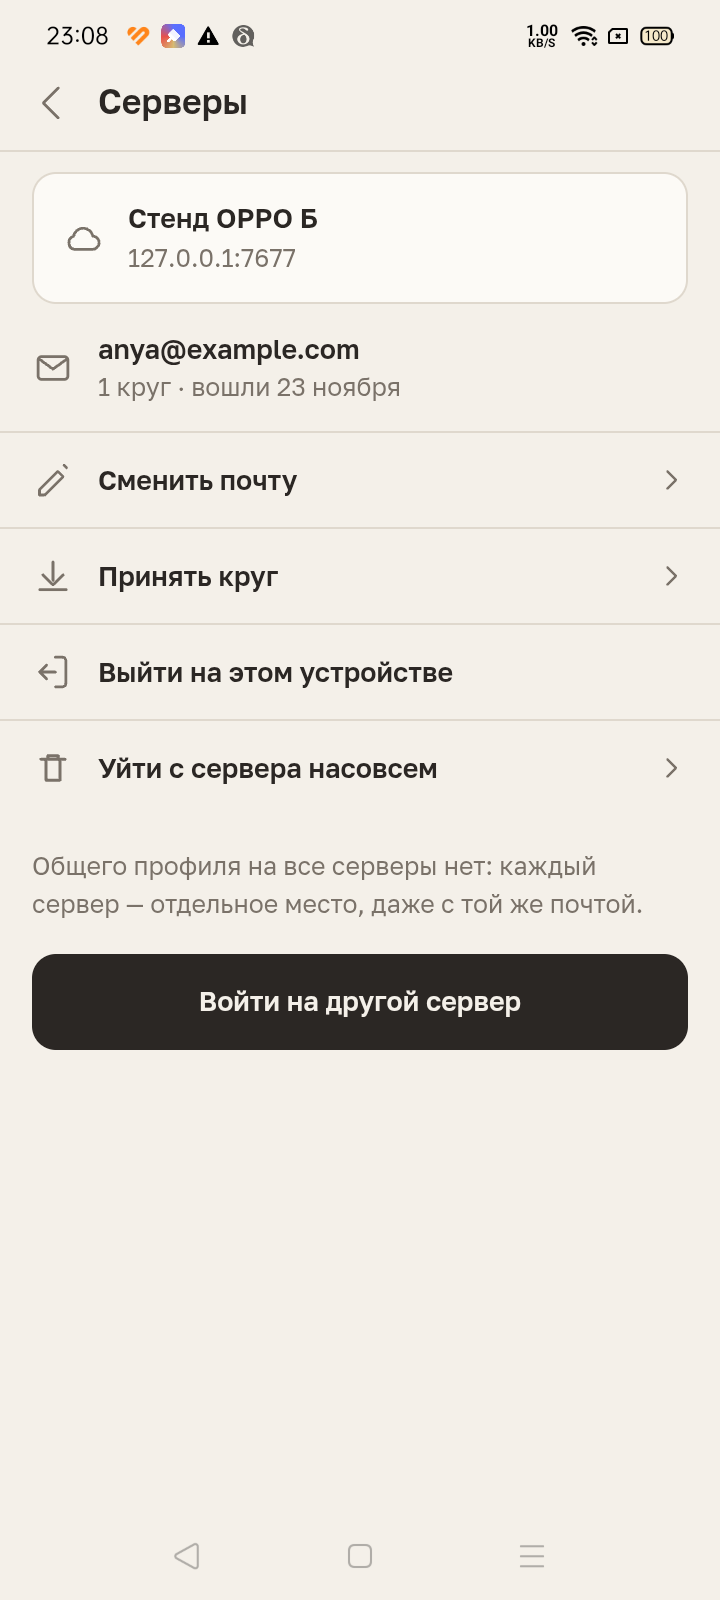 23:08
1.00
KB/S
100
Серверы
Стенд OPPO Б
127.0.0.1:7677
anya@example.com
1 круг · вошли 23 ноября
Сменить почту
Принять круг
Выйти на этом устройстве
Уйти с сервера насовсем
Общего профиля на все серверы нет: каждый
сервер — отдельное место, даже с той же почтой.
Войти на другой сервер